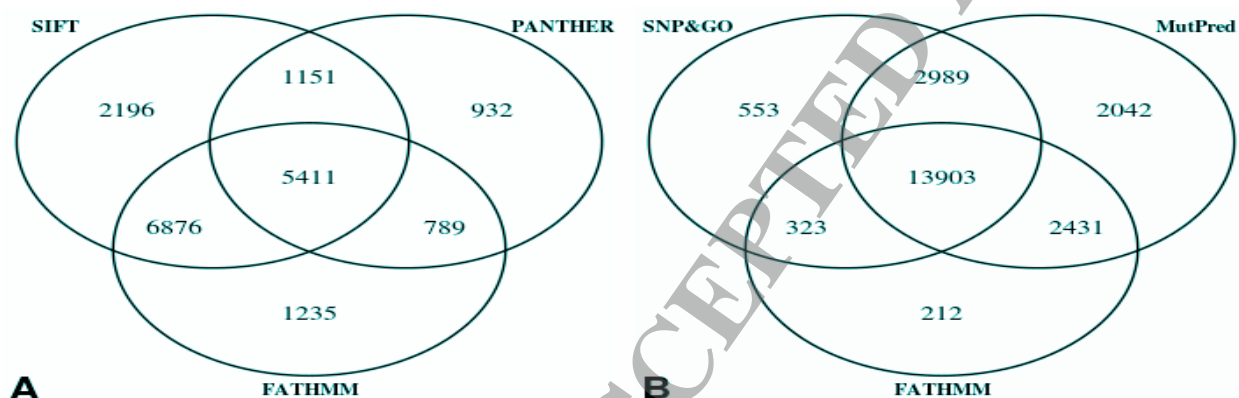 SIFT
PANTHER
1151
2196
932
5411
6876
789
1235
FATHMM
A
SNP&GO
MutPred
2989
553
2042
13903
323
2431
212
FATHMM
B
CCEPTED